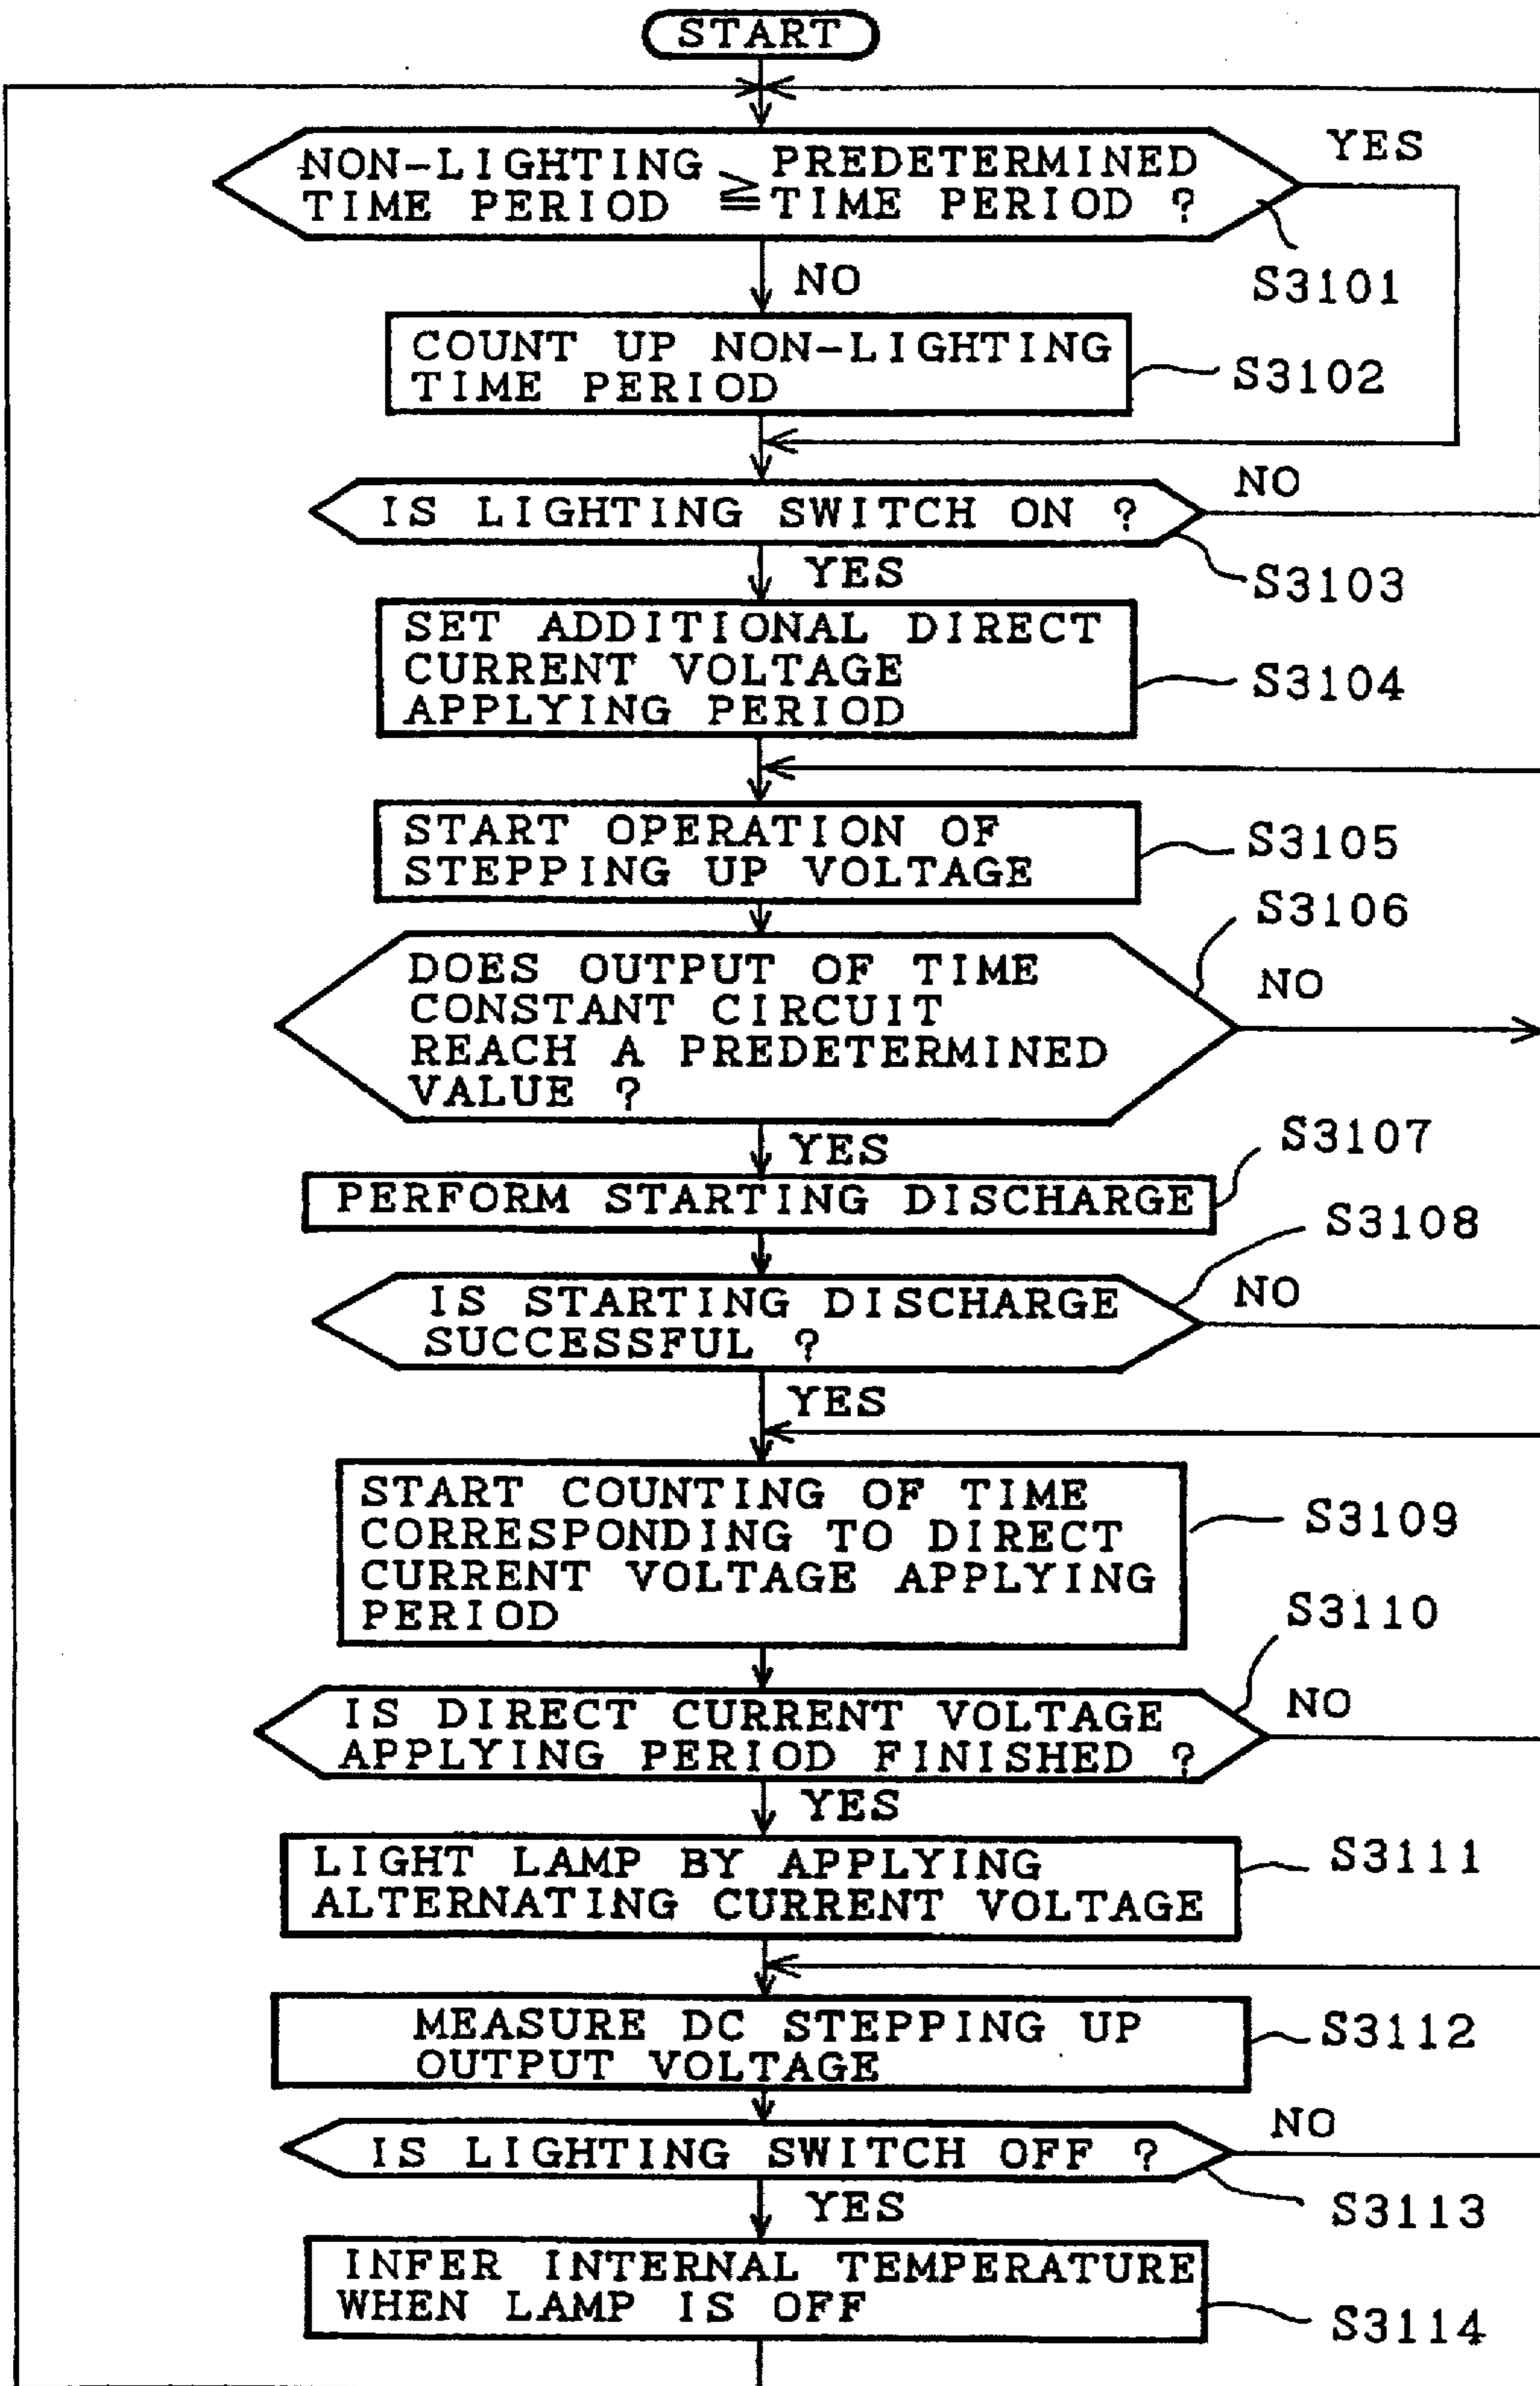 START
NON-LIGHTING TIME PERIOD ≧ PREDETERMINED TIME PERIOD ?
YES
S3101
NO
COUNT UP NON-LIGHTING
TIME PERIOD
S3102
IS LIGHTING SWITCH ON ?
NO
S3103
YES
SET ADDITIONAL DIRECT
CURRENT VOLTAGE
APPLYING PERIOD
S3104
START OPERATION OF
STEPPING UP VOLTAGE
S3105
S3106
DOES OUTPUT OF TIME
CONSTANT CIRCUIT
REACH A PREDETERMINED
VALUE ?
NO
YES
S3107
PERFORM STARTING DISCHARGE
S3108
IS STARTING DISCHARGE
SUCCESSFUL ?
NO
YES
START COUNTING OF TIME
CORRESPONDING TO DIRECT
CURRENT VOLTAGE APPLYING
PERIOD
S3109
S3110
IS DIRECT CURRENT VOLTAGE
APPLYING PERIOD FINISHED ?
NO
YES
LIGHT LAMP BY APPLYING
ALTERNATING CURRENT VOLTAGE
S3111
MEASURE DC STEPPING UP
OUTPUT VOLTAGE
S3112
IS LIGHTING SWITCH OFF ?
NO
S3113
YES
INFER INTERNAL TEMPERATURE
WHEN LAMP IS OFF
S3114